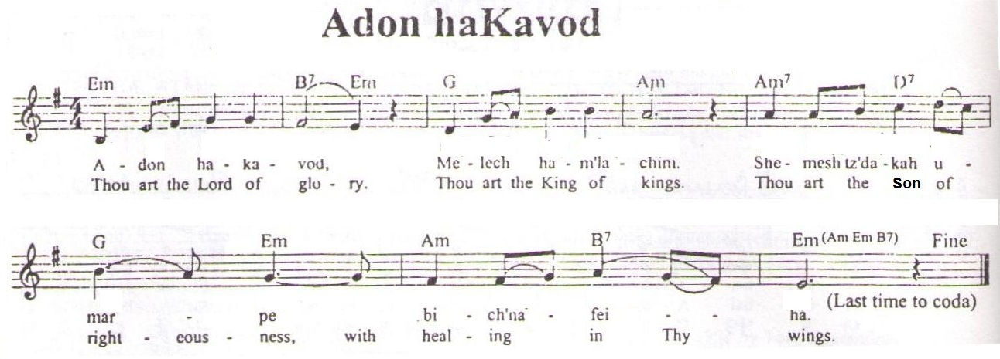 Adon haKavod
Em B7 Em G Am Am7 D7
A - don ha - ka - vod, Me - lech ha - m'la - chim. She - mesh tz'da - kah u -
Thou art the Lord of glo - ry. Thou art the King of kings. Thou art the Son of
G Em Am B7 Em (Am Em B7) Fine
(Last time to coda)
mar - pe bi - ch'na - fei - - ha.
right - eous - ness, with heal - ing in Thy wings.